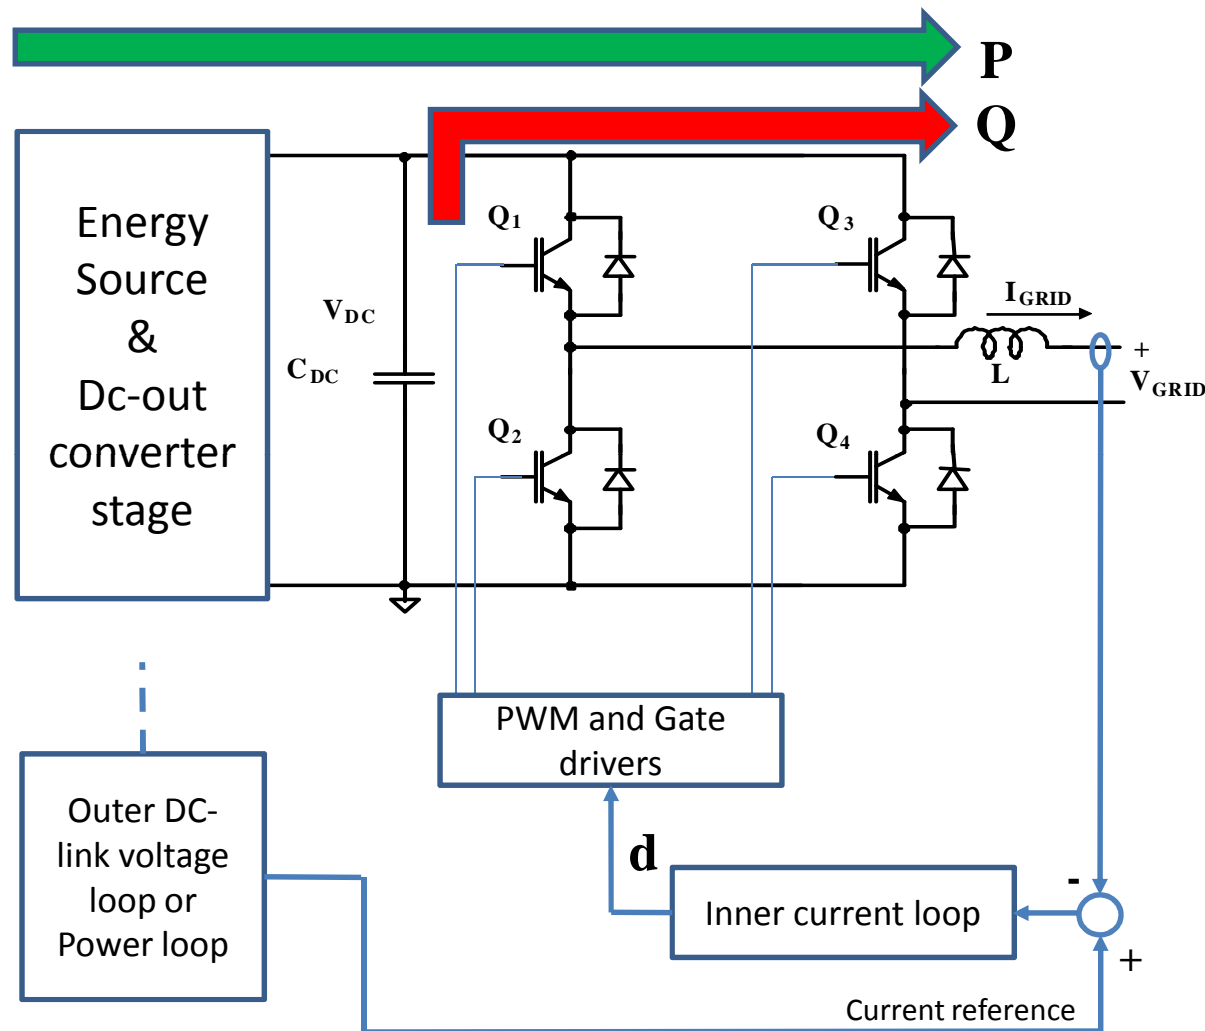 P
Q
Energy
Source
&
Dc-out
converter
stage
VDC
CDC
Q1
Q3
Q2
Q4
IGRID
L
+
VGRID
PWM and Gate
drivers
d
Outer DC-
link voltage
loop or
Power loop
Inner current loop
-
+
Current reference